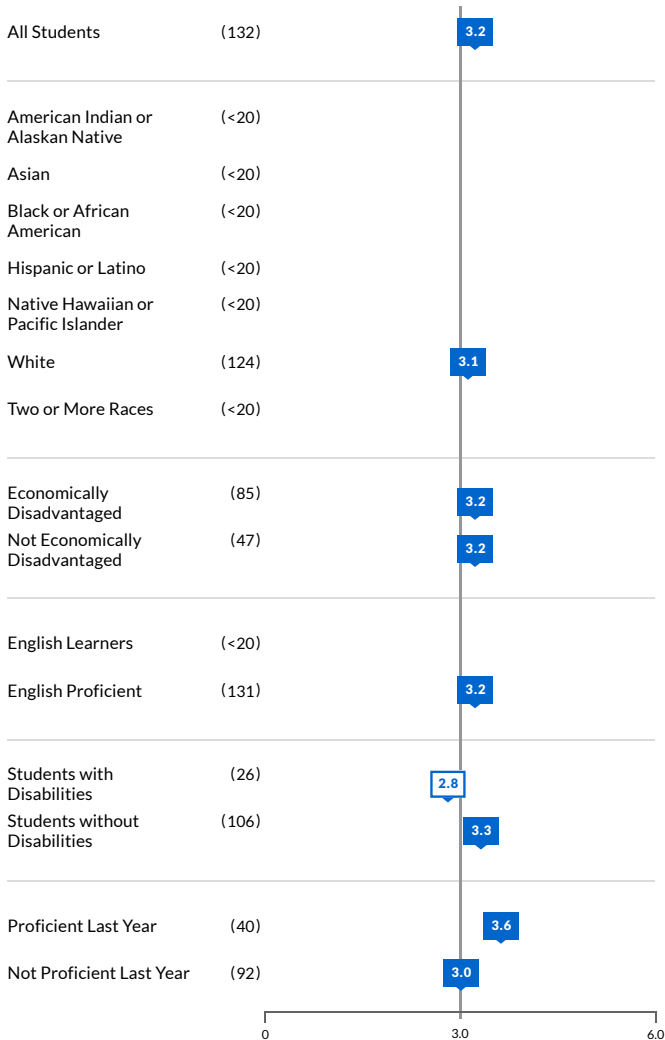 All Students (132) 3.2
American Indian or (<20)
Alaskan Native
Asian (<20)
Black or African (<20)
American
Hispanic or Latino (<20)
Native Hawaiian or (<20)
Pacific Islander
White (124) 3.1
Two or More Races (<20)
Economically (85) 3.2
Disadvantaged
Not Economically (47) 3.2
Disadvantaged
English Learners (<20)
English Proficient (131) 3.2
Students with (26) 2.8
Disabilities
Students without (106) 3.3
Disabilities
Proficient Last Year (40) 3.6
Not Proficient Last Year (92) 3.0
0 3.0 6.0